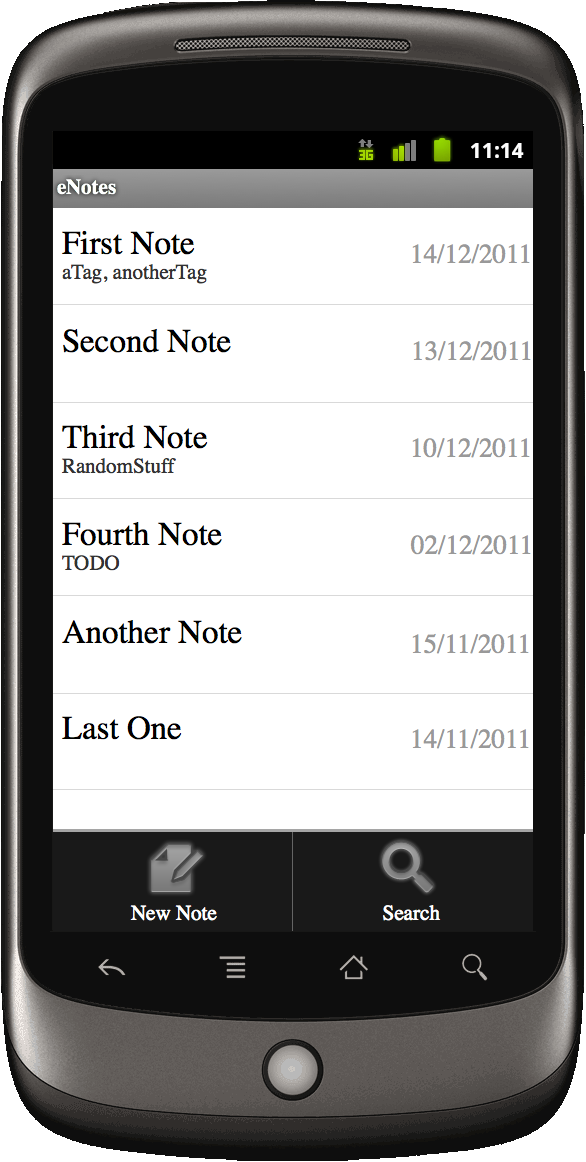 3G 11:14
eNotes
First Note 14/12/2011
aTag, anotherTag
Second Note 13/12/2011
Third Note 10/12/2011
RandomStuff
Fourth Note 02/12/2011
TODO
Another Note 15/11/2011
Last One 14/11/2011
New Note Search